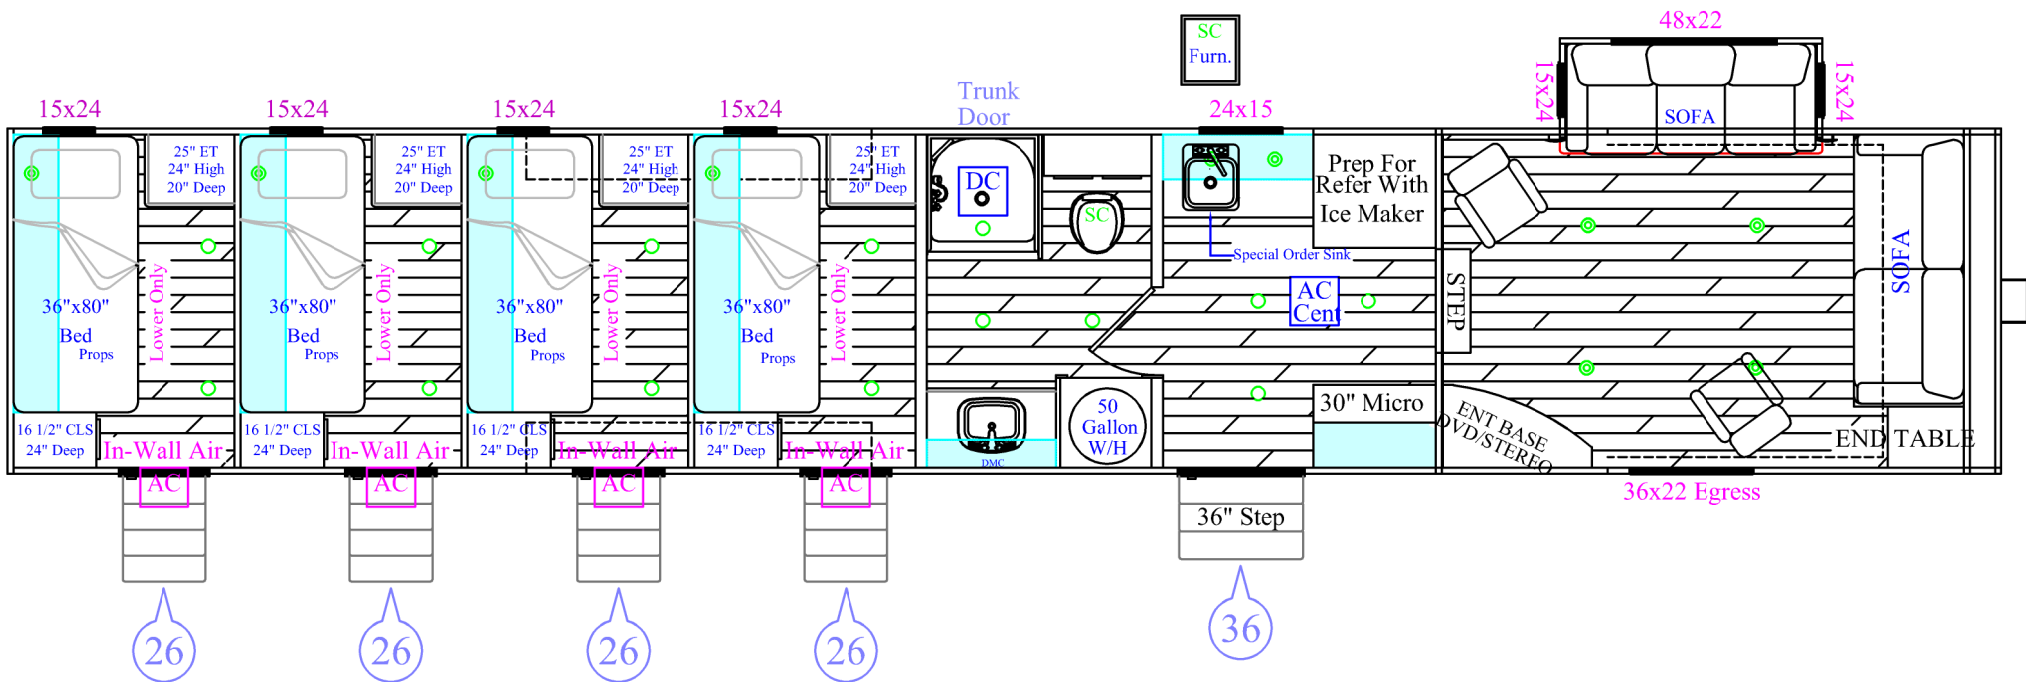 48x22
SC
Furn.
15x24
15x24
15x24
15x24
15x24
15x24
Trunk
Door
24x15
SOFA
25" ET
24" High
20" Deep
25" ET
24" High
20" Deep
25" ET
24" High
20" Deep
25" ET
24" High
20" Deep
DC
SC
Prep For
Refer With
Ice Maker
Special Order Sink
SOFA
STEP
AC
Cent
36"x80"
Bed
Props
Lower Only
36"x80"
Bed
Props
Lower Only
36"x80"
Bed
Props
Lower Only
36"x80"
Bed
Props
Lower Only
16 1/2" CLS
24" Deep
In-Wall Air
AC
16 1/2" CLS
24" Deep
In-Wall Air
AC
16 1/2" CLS
24" Deep
In-Wall Air
AC
16 1/2" CLS
24" Deep
In-Wall Air
AC
DMC
50
Gallon
W/H
30" Micro
ENT BASE
DVD/STEREO
END TABLE
36x22 Egress
36" Step
26
26
26
26
36